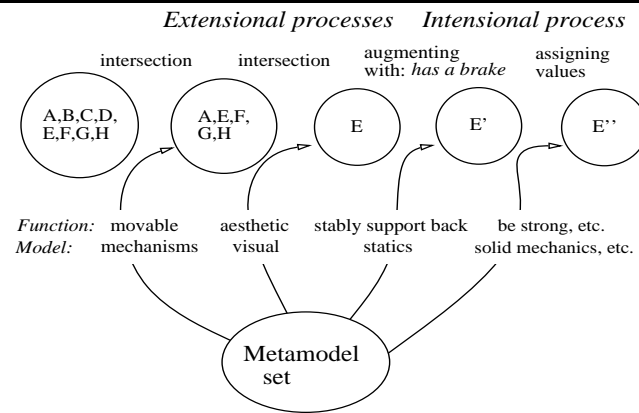 Extensional processes Intensional process
intersection intersection augmenting with: has a brake assigning values
A,B,C,D,
E,F,G,H
A,E,F,
G,H
E
E'
E''
Function: movable aesthetic stably support back be strong, etc.
Model: mechanisms visual statics solid mechanics, etc.
Metamodel
set